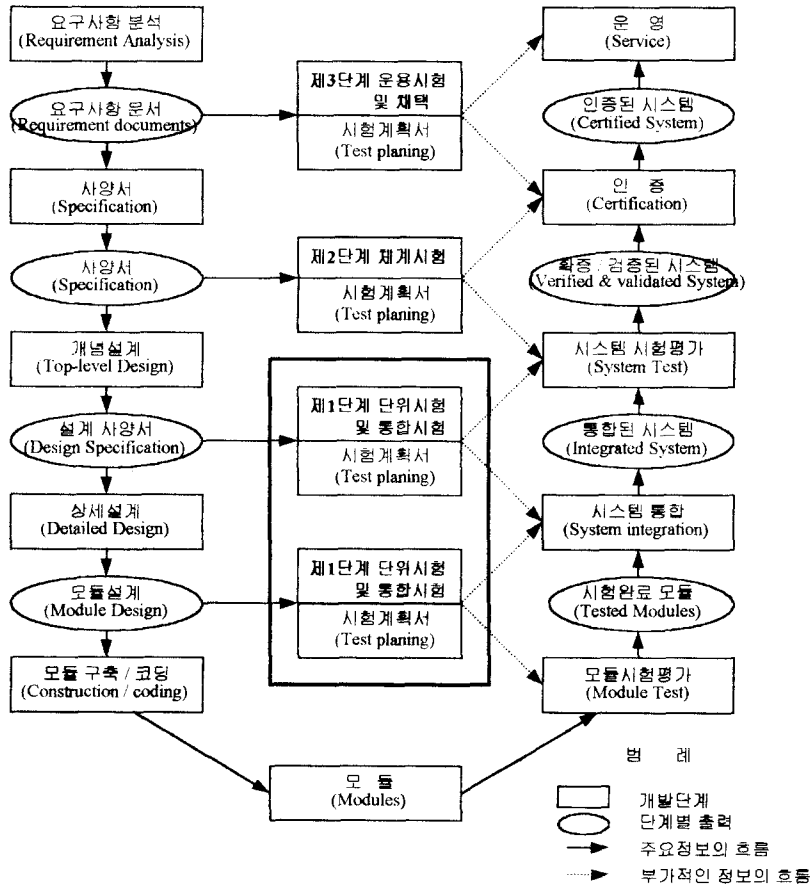 요구사항 분석
(Requirement Analysis)
요구사항 문서
(Requirement documents)
사양서
(Specification)
사양서
(Specification)
개념설계
(Top-level Design)
설계 사양서
(Design Specification)
상세설계
(Detailed Design)
모듈설계
(Module Design)
모듈 구축 / 코딩
(Construction / coding)
제3단계 운용시험
및 채택
시험계획서
(Test planing)
제2단계 체계시험
시험계획서
(Test planing)
제1단계 단위시험
및 통합시험
시험계획서
(Test planing)
제1단계 단위시험
및 통합시험
시험계획서
(Test planing)
모 듈
(Modules)
운 영
(Service)
인증된 시스템
(Certified System)
인 증
(Certification)
확증 / 검증된 시스템
(Verified & validated System)
시스템 시험평가
(System Test)
통합된 시스템
(Integrated System)
시스템 통합
(System integration)
시험완료 모듈
(Tested Modules)
모듈시험평가
(Module Test)
범 례
개발단계
단계별 출력
주요정보의 흐름
부가적인 정보의 흐름